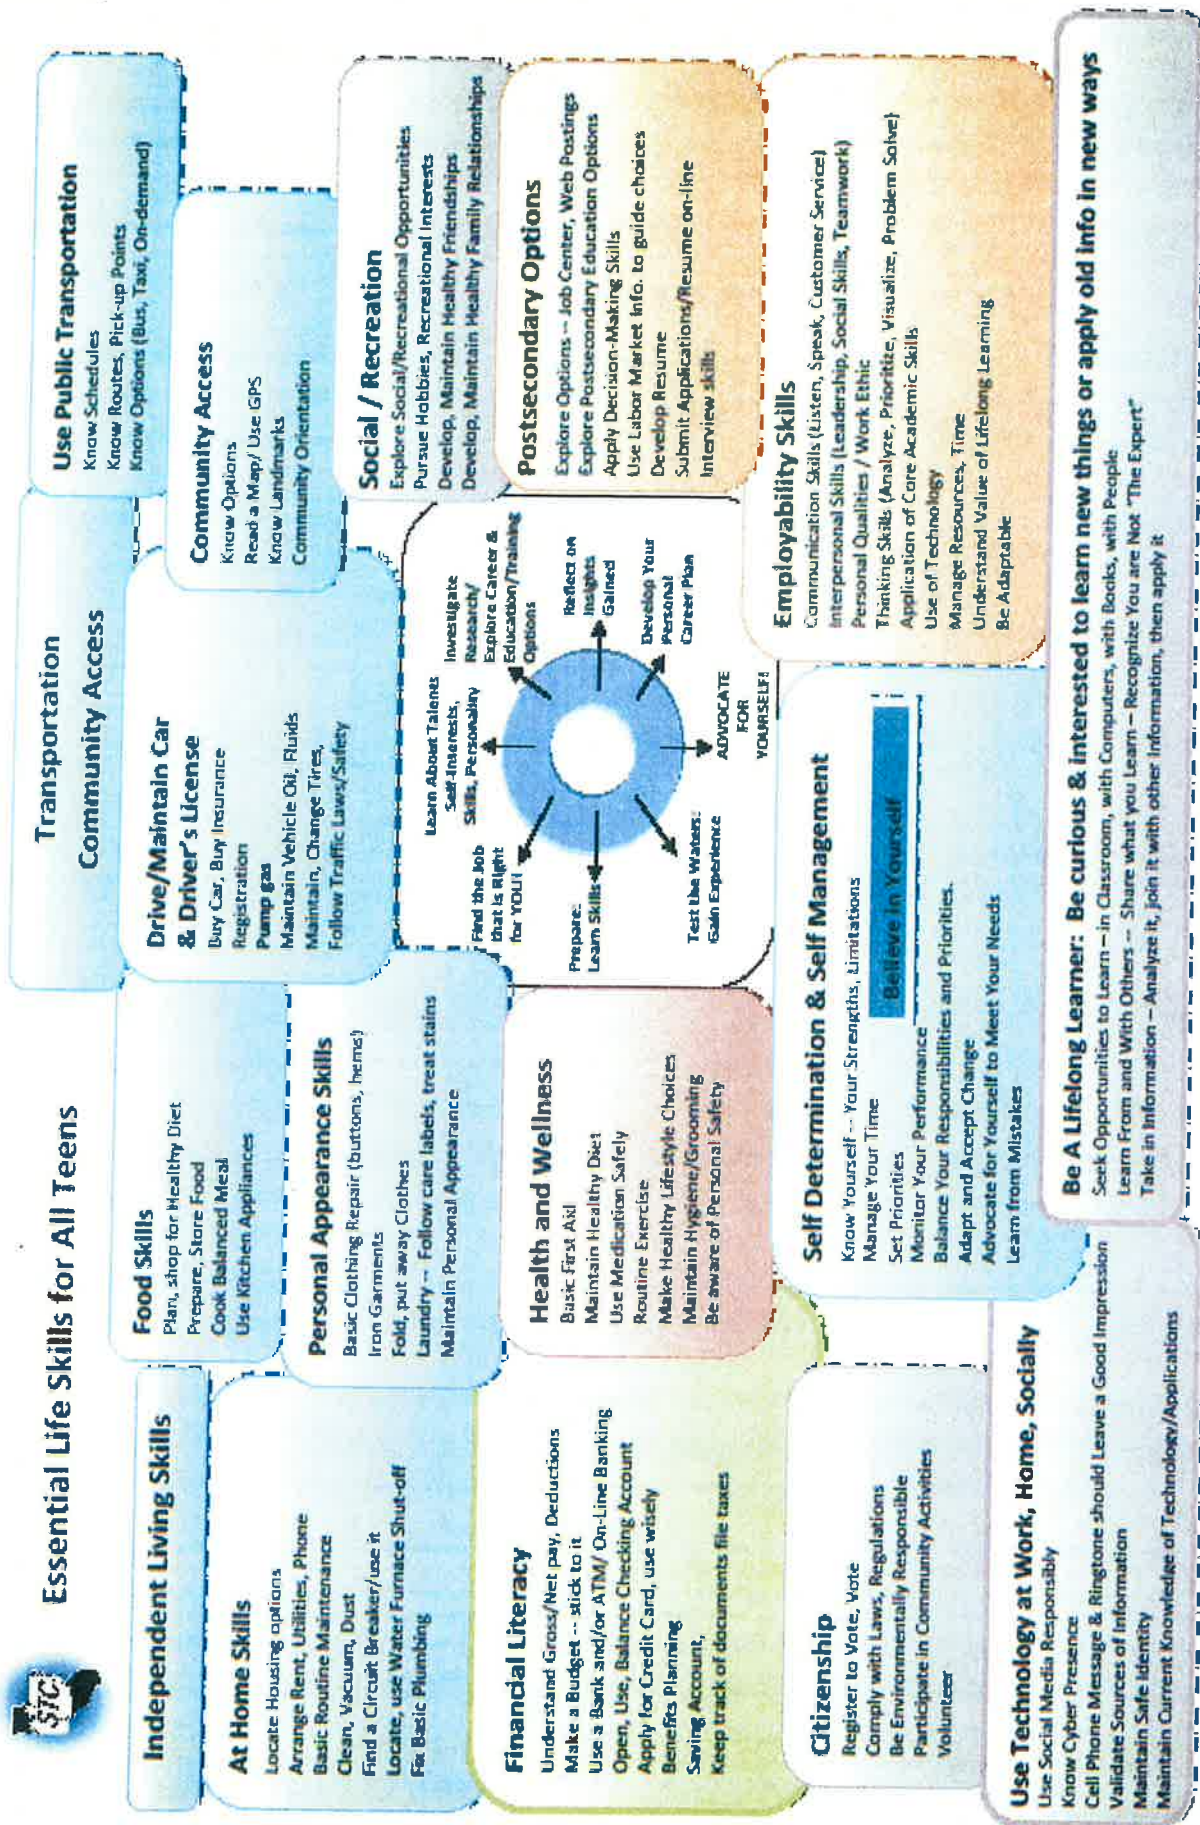 STC
Essential Life Skills for All Teens
Independent Living Skills
At Home Skills
Locate Housing options
Arrange Rent, Utilities, Phone
Basic Routine Maintenance
Clean, Vacuum, Dust
Find a Circuit Breaker/use it
Locate, use Water Furnace Shut-off
Fix Basic Plumbing
Food Skills
Plan, shop for Healthy Diet
Prepare, Store Food
Cook Balanced Meal
Use Kitchen Appliances
Personal Appearance Skills
Basic Clothing Repair (buttons, hems)
Iron Garments
Fold, put away Clothes
Laundry -- Follow care labels, treat stains
Maintain Personal Appearance
Transportation
Community Access
Drive/Maintain Car
& Driver's License
Buy Car, Buy Insurance
Registration
Pump gas
Maintain Vehicle Oil, Fluids
Maintain, Change Tires,
Follow Traffic Laws/Safety
Use Public Transportation
Know Schedules
Know Routes, Pick-up Points
Know Options (Bus, Taxi, On-demand)
Community Access
Know Options
Read a Map/ Use GPS
Know Landmarks
Community Orientation
Financial Literacy
Understand Gross/Net pay, Deductions
Make a Budget -- stick to it
Use a Bank and/or ATM/ On-Line Banking
Open, Use, Balance Checking Account
Apply for Credit Card, use wisely
Benefits Planning
Saving Account,
Keep track of documents file taxes
Health and Wellness
Basic First Aid
Maintain Healthy Diet
Use Medication Safely
Routine Exercise
Make Healthy Lifestyle Choices
Maintain Hygiene/Grooming
Be aware of Personal Safety
Learn About Talents
Self-Interests,
Skills, Personality
Investigate
Research/
Explore Career &
Education/Training
Options
Reflect on
Insights
Gained
Develop Your
Personal
Career Plan
ADVOCATE
FOR
YOURSELF!
Test the Waters:
Gain Experience
Prepare:
Learn Skills
Find the Job
that is Right
for YOU!
Social / Recreation
Explore Social/Recreational Opportunities
Pursue Hobbies, Recreational Interests
Develop, Maintain Healthy Friendships
Develop, Maintain Healthy Family Relationships
Postsecondary Options
Explore Options -- Job Center, Web Postings
Explore Postsecondary Education Options
Apply Decision-Making Skills
Use Labor Market Info. to guide choices
Develop Resume
Submit Applications/Resume on-line
Interview skills
Citizenship
Register to Vote, Vote
Comply with Laws, Regulations
Be Environmentally Responsible
Participate in Community Activities
Volunteer
Self Determination & Self Management
Know Yourself -- Your Strengths, Limitations
Manage Your Time
Set Priorities
Monitor Your Performance
Balance Your Responsibilities and Priorities.
Adapt and Accept Change
Advocate for Yourself to Meet Your Needs
Learn from Mistakes
Believe in Yourself
Employability Skills
Communication Skills (Listen, Speak, Customer Service)
Interpersonal Skills (Leadership, Social Skills, Teamwork)
Personal Qualities / Work Ethic
Thinking Skills (Analyze, Prioritize, Visualize, Problem Solve)
Application of Core Academic Skills
Use of Technology
Manage Resources, Time
Understand Value of Lifelong Learning
Be Adaptable
Use Technology at Work, Home, Socially
Use Social Media Responsibly
Know Cyber Presence
Cell Phone Message & Ringtone should Leave a Good Impression
Validate Sources of Information
Maintain Safe Identity
Maintain Current Knowledge of Technology/Applications
Be A Lifelong Learner: Be curious & interested to learn new things or apply old info in new ways
Seek Opportunities to Learn – in Classroom, with Computers, with Books, with People
Learn From and With Others -- Share what you Learn – Recognize You are Not "The Expert"
Take in Information – Analyze it, join it with other Information, then apply it